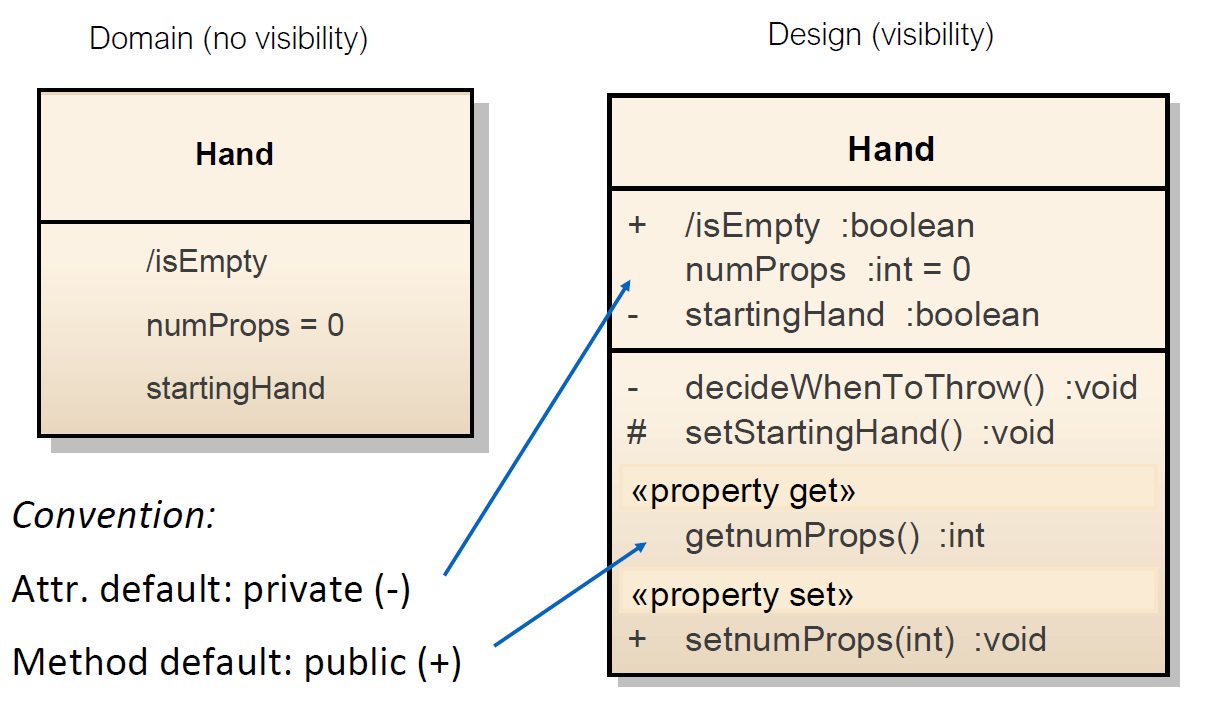 Domain (no visibility)
Hand
/isEmpty
numProps = 0
startingHand
Convention:
Attr. default: private (-)
Method default: public (+)
Design (visibility)
Hand
+ /isEmpty :boolean
numProps :int = 0
- startingHand :boolean
- decideWhenToThrow() :void
# setStartingHand() :void
«property get»
getnumProps() :int
«property set»
+ setnumProps(int) :void